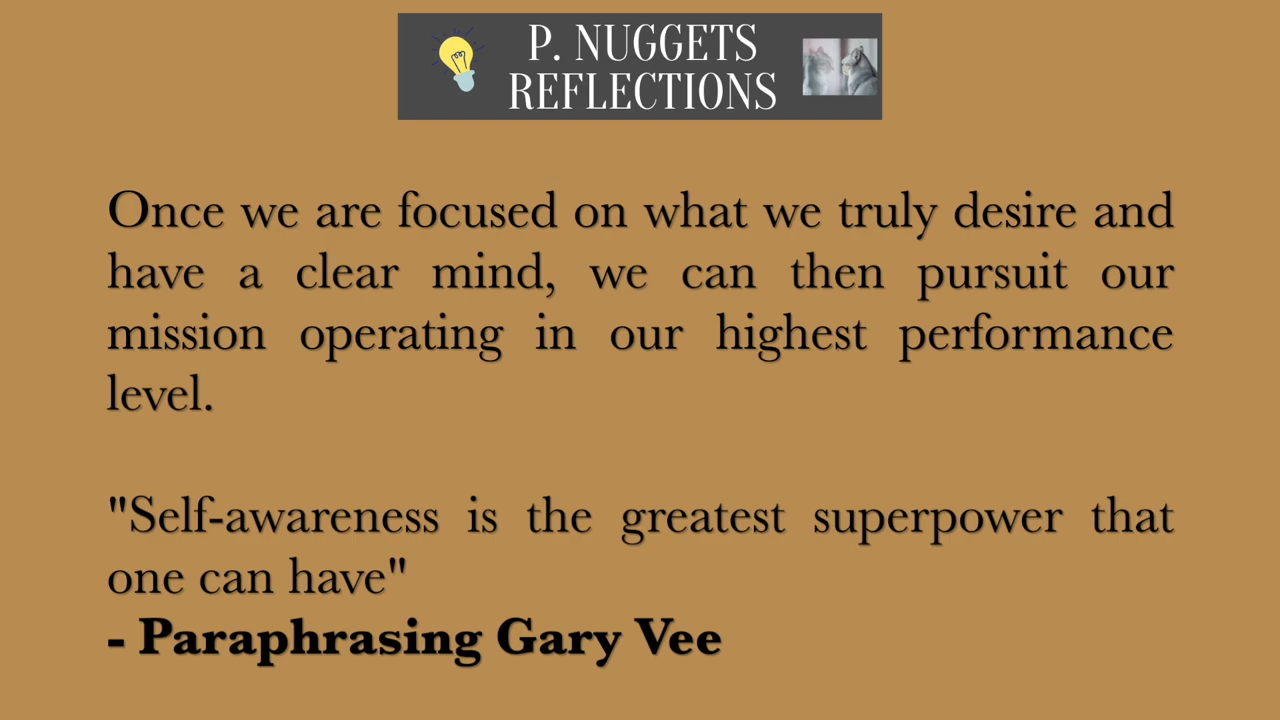 P. NUGGETS
REFLECTIONS
Once we are focused on what we truly desire and
have a clear mind, we can then pursuit our
mission operating in our highest performance
level.
"Self-awareness is the greatest superpower that
one can have"
- Paraphrasing Gary Vee